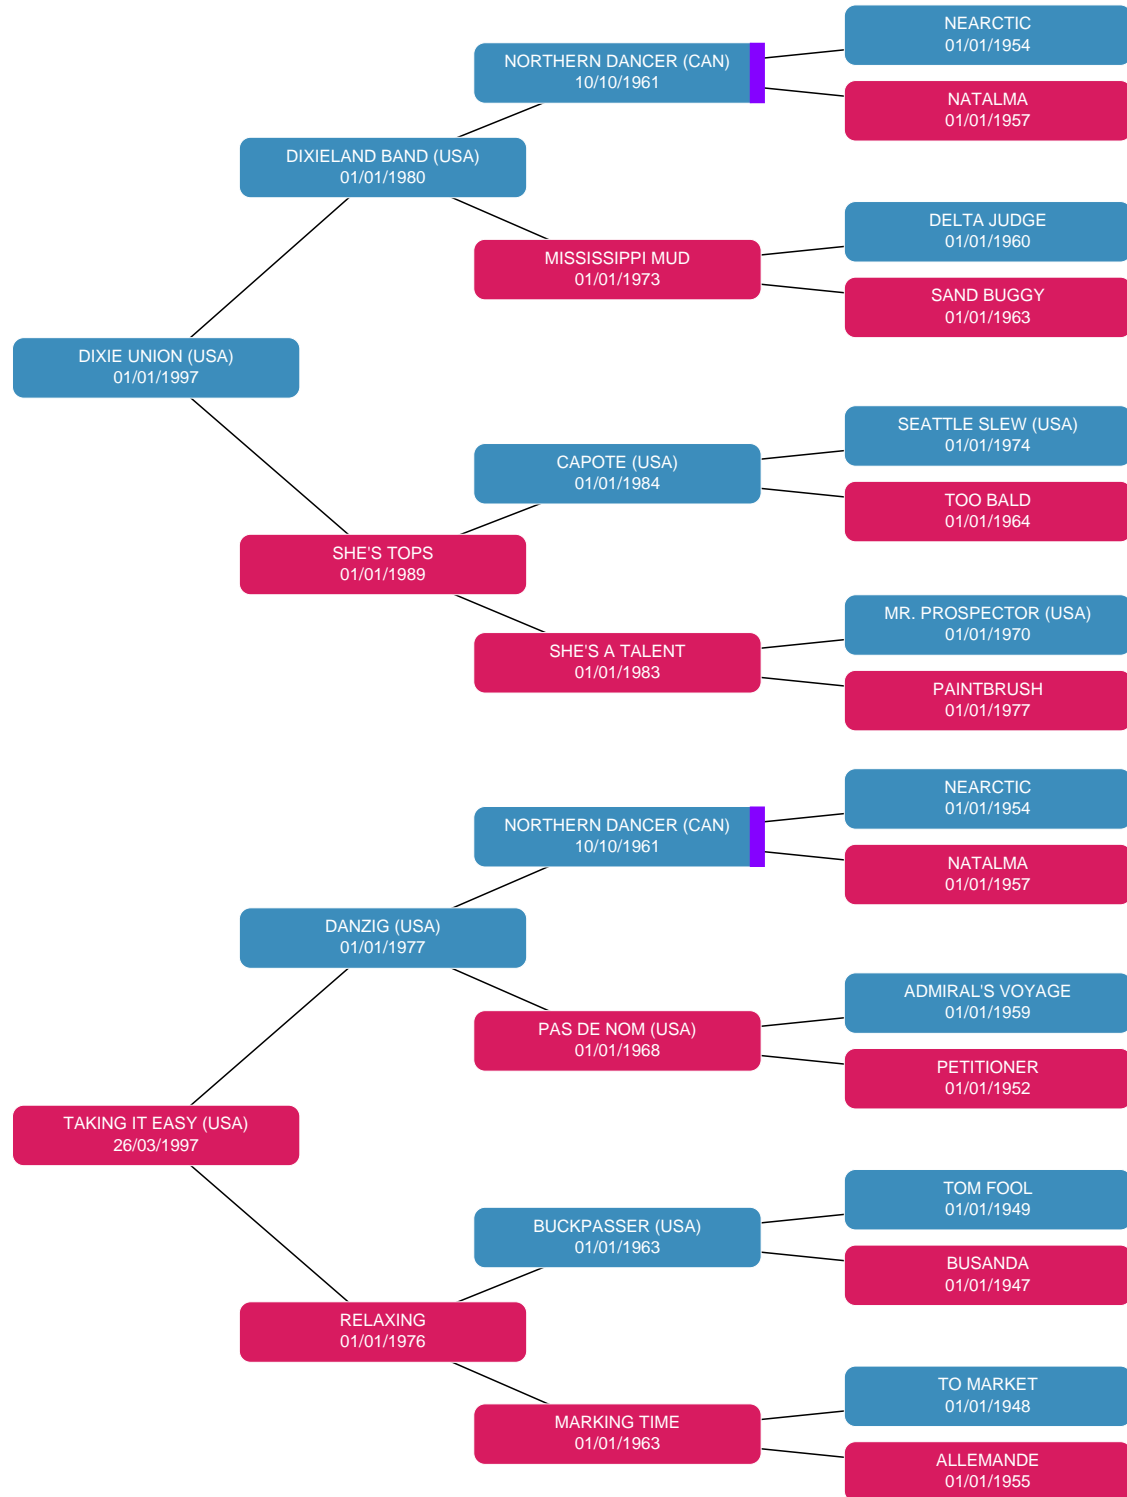 NEARCTIC
01/01/1954
NORTHERN DANCER (CAN)
10/10/1961
NATALMA
01/01/1957
DIXIELAND BAND (USA)
01/01/1980
DELTA JUDGE
01/01/1960
MISSISSIPPI MUD
01/01/1973
SAND BUGGY
01/01/1963
DIXIE UNION (USA)
01/01/1997
SEATTLE SLEW (USA)
01/01/1974
CAPOTE (USA)
01/01/1984
TOO BALD
01/01/1964
SHE'S TOPS
01/01/1989
MR. PROSPECTOR (USA)
01/01/1970
SHE'S A TALENT
01/01/1983
PAINTBRUSH
01/01/1977
NEARCTIC
01/01/1954
NORTHERN DANCER (CAN)
10/10/1961
NATALMA
01/01/1957
DANZIG (USA)
01/01/1977
ADMIRAL'S VOYAGE
01/01/1959
PAS DE NOM (USA)
01/01/1968
PETITIONER
01/01/1952
TAKING IT EASY (USA)
26/03/1997
TOM FOOL
01/01/1949
BUCKPASSER (USA)
01/01/1963
BUSANDA
01/01/1947
RELAXING
01/01/1976
TO MARKET
01/01/1948
MARKING TIME
01/01/1963
ALLEMANDE
01/01/1955